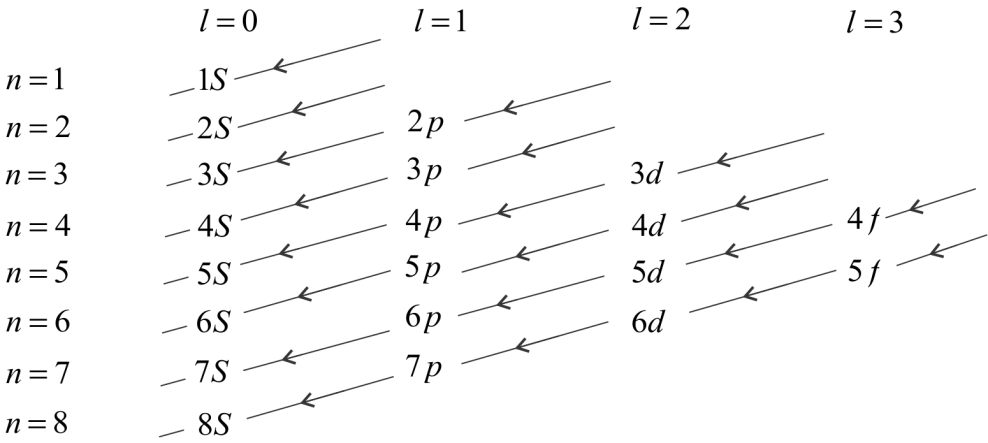 l = 0 l = 1 l = 2 l = 3
n = 1 1S
n = 2 2S 2p
n = 3 3S 3p 3d
n = 4 4S 4p 4d 4f
n = 5 5S 5p 5d 5f
n = 6 6S 6p 6d
n = 7 7S 7p
n = 8 8S